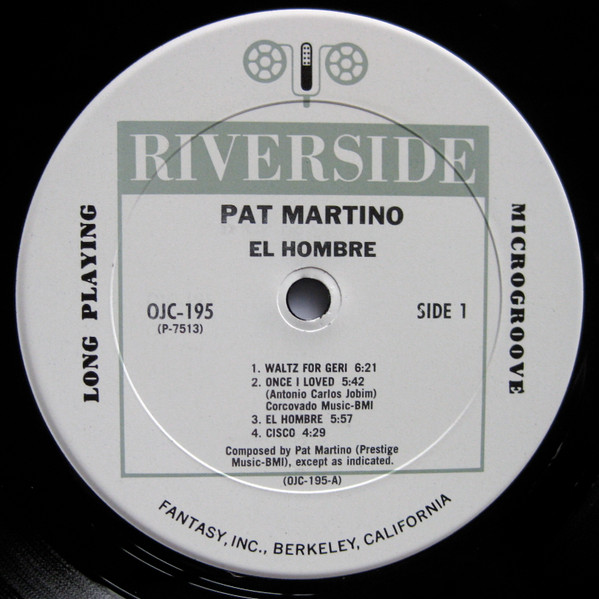 RIVERSIDE
PAT MARTINO
EL HOMBRE
LONG PLAYING
MICROGROOVE
OJC-195
(P-7513)
SIDE 1
1. WALTZ FOR GERI 6:21
2. ONCE I LOVED 5:42
(Antonio Carlos Jobim)
Corcovado Music-BMI
3. EL HOMBRE 5:57
4. CISCO 4:29
Composed by Pat Martino (Prestige
Music-BMI), except as indicated.
(OJC-195-A)
FANTASY, INC., BERKELEY, CALIFORNIA